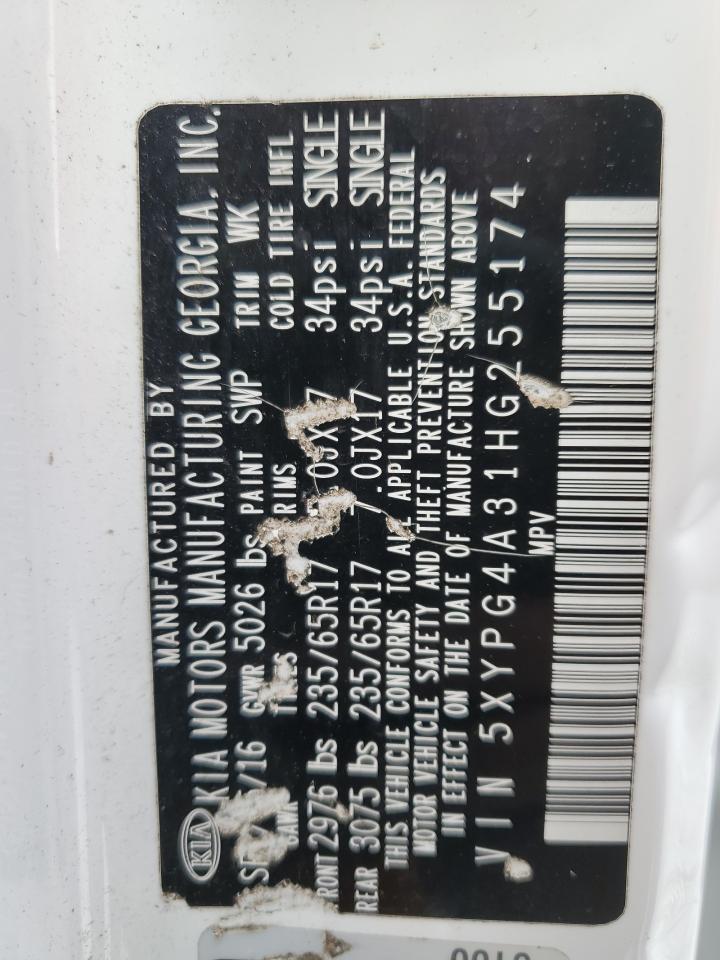 MANUFACTURED BY
KIA KIA MOTORS MANUFACTURING GEORGIA, INC.
/16 GVWR 5026 lbs PAINT SWP TRIM WK
GAWR TIRES RIMS COLD TIRE INFL
FRONT 2976 lbs 235/65R17 34psi SINGLE
REAR 3075 lbs 235/65R17 .0JX17 34psi SINGLE
THIS VEHICLE CONFORMS TO ALL APPLICABLE U.S.A. FEDERAL
MOTOR VEHICLE SAFETY AND THEFT PREVENTION STANDARDS
IN EFFECT ON THE DATE OF MANUFACTURE SHOWN ABOVE
VIN 5XYPG4A31HG255174
MPV